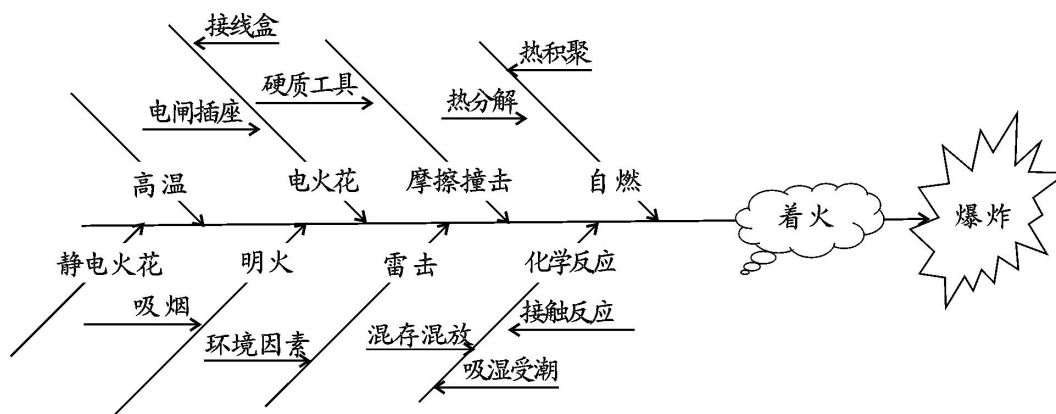 接线盒
热积聚
硬质工具
热分解
电闸插座
高温
电火花
摩擦撞击
自燃
着火
爆炸
静电火花
明火
雷击
化学反应
吸烟
接触反应
环境因素
混存混放
吸湿受潮